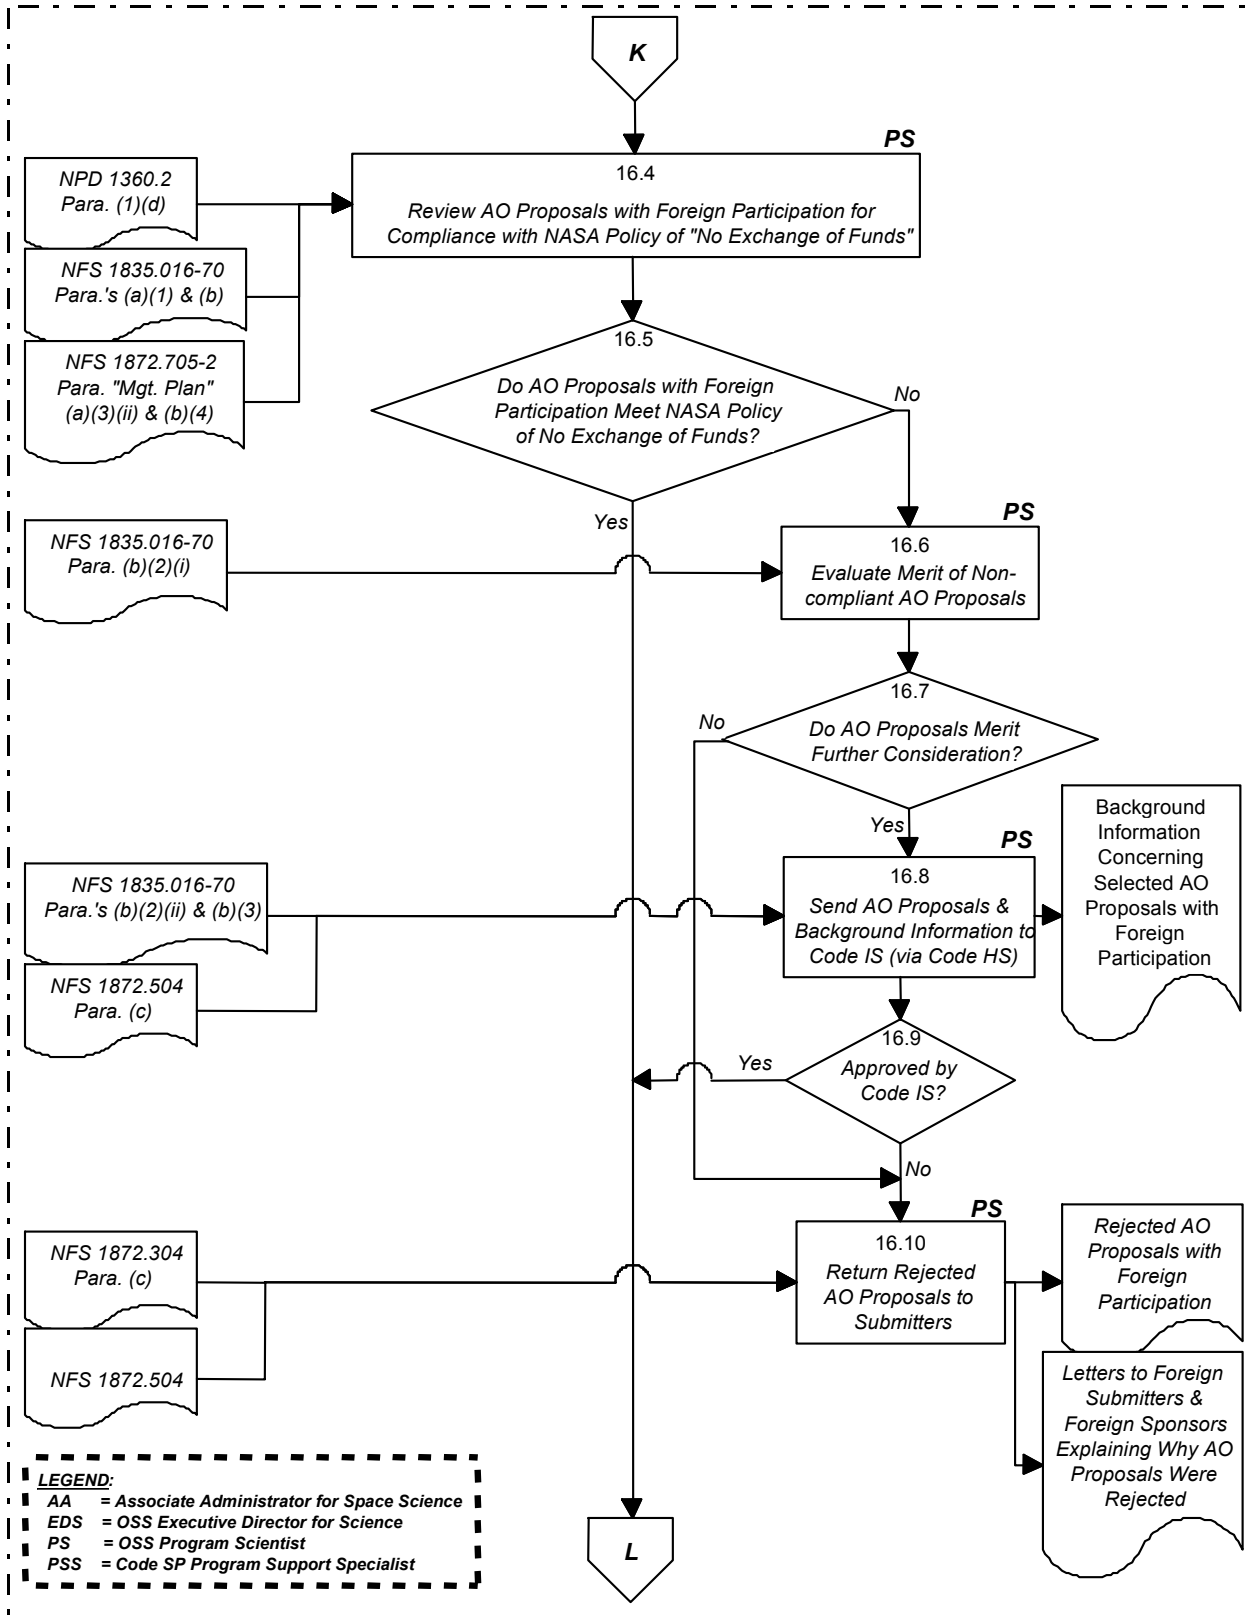 K
PS
NPD 1360.2
Para. (1)(d)
16.4
Review AO Proposals with Foreign Participation for
Compliance with NASA Policy of "No Exchange of Funds"
NFS 1835.016-70
Para.'s (a)(1) & (b)
NFS 1872.705-2
Para. "Mgt. Plan"
(a)(3)(ii) & (b)(4)
16.5
Do AO Proposals with Foreign
Participation Meet NASA Policy
of No Exchange of Funds?
No
Yes
PS
NFS 1835.016-70
Para. (b)(2)(i)
16.6
Evaluate Merit of Non-
compliant AO Proposals
16.7
Do AO Proposals Merit
Further Consideration?
No
Yes
PS
Background
Information
Concerning
Selected AO
Proposals with
Foreign
Participation
NFS 1835.016-70
Para.'s (b)(2)(ii) & (b)(3)
16.8
Send AO Proposals &
Background Information to
Code IS (via Code HS)
NFS 1872.504
Para. (c)
16.9
Approved by
Code IS?
Yes
No
PS
NFS 1872.304
Para. (c)
16.10
Return Rejected
AO Proposals to
Submitters
Rejected AO
Proposals with
Foreign
Participation
NFS 1872.504
Letters to Foreign
Submitters &
Foreign Sponsors
Explaining Why AO
Proposals Were
Rejected
LEGEND:
AA = Associate Administrator for Space Science
EDS = OSS Executive Director for Science
PS = OSS Program Scientist
PSS = Code SP Program Support Specialist
L